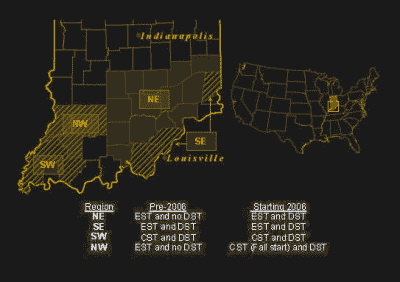 Indianapolis
NE
NW
SE
Louisville
SW
Region Pre-2006 Starting 2006
NE EST and no DST EST and DST
SE EST and DST EST and DST
SW CST and DST CST and DST
NW EST and no DST CST (Fall start) and DST